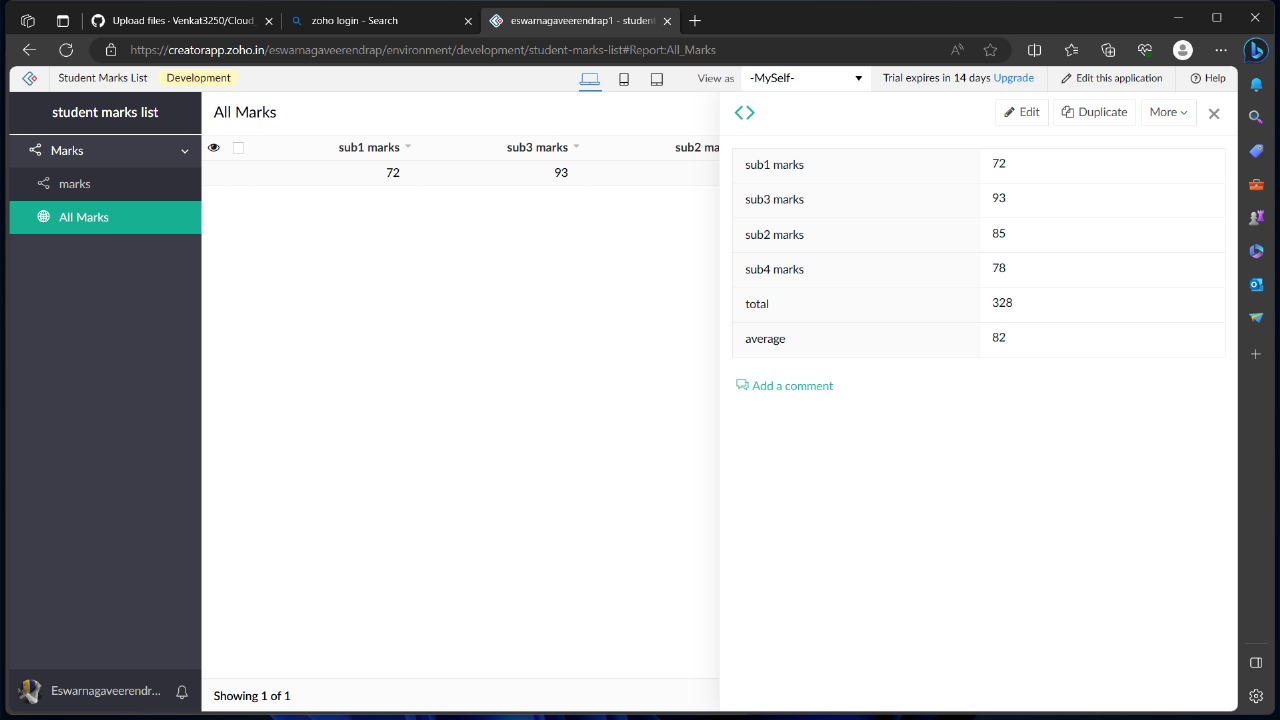 Upload files · Venkat3250/Cloud_
zoho login - Search
eswarnagaveerendrap1 - student
https://creatorapp.zoho.in/eswarnagaveerendrap/environment/development/student-marks-list#Report:All_Marks
Student Marks List Development View as -MySelf- Trial expires in 14 days Upgrade Edit this application Help
student marks list
Marks
marks
All Marks
Eswarnagaveerendr...
All Marks
sub1 marks sub3 marks sub2 ma
72 93
Showing 1 of 1
Edit Duplicate More
sub1 marks 72
sub3 marks 93
sub2 marks 85
sub4 marks 78
total 328
average 82
Add a comment